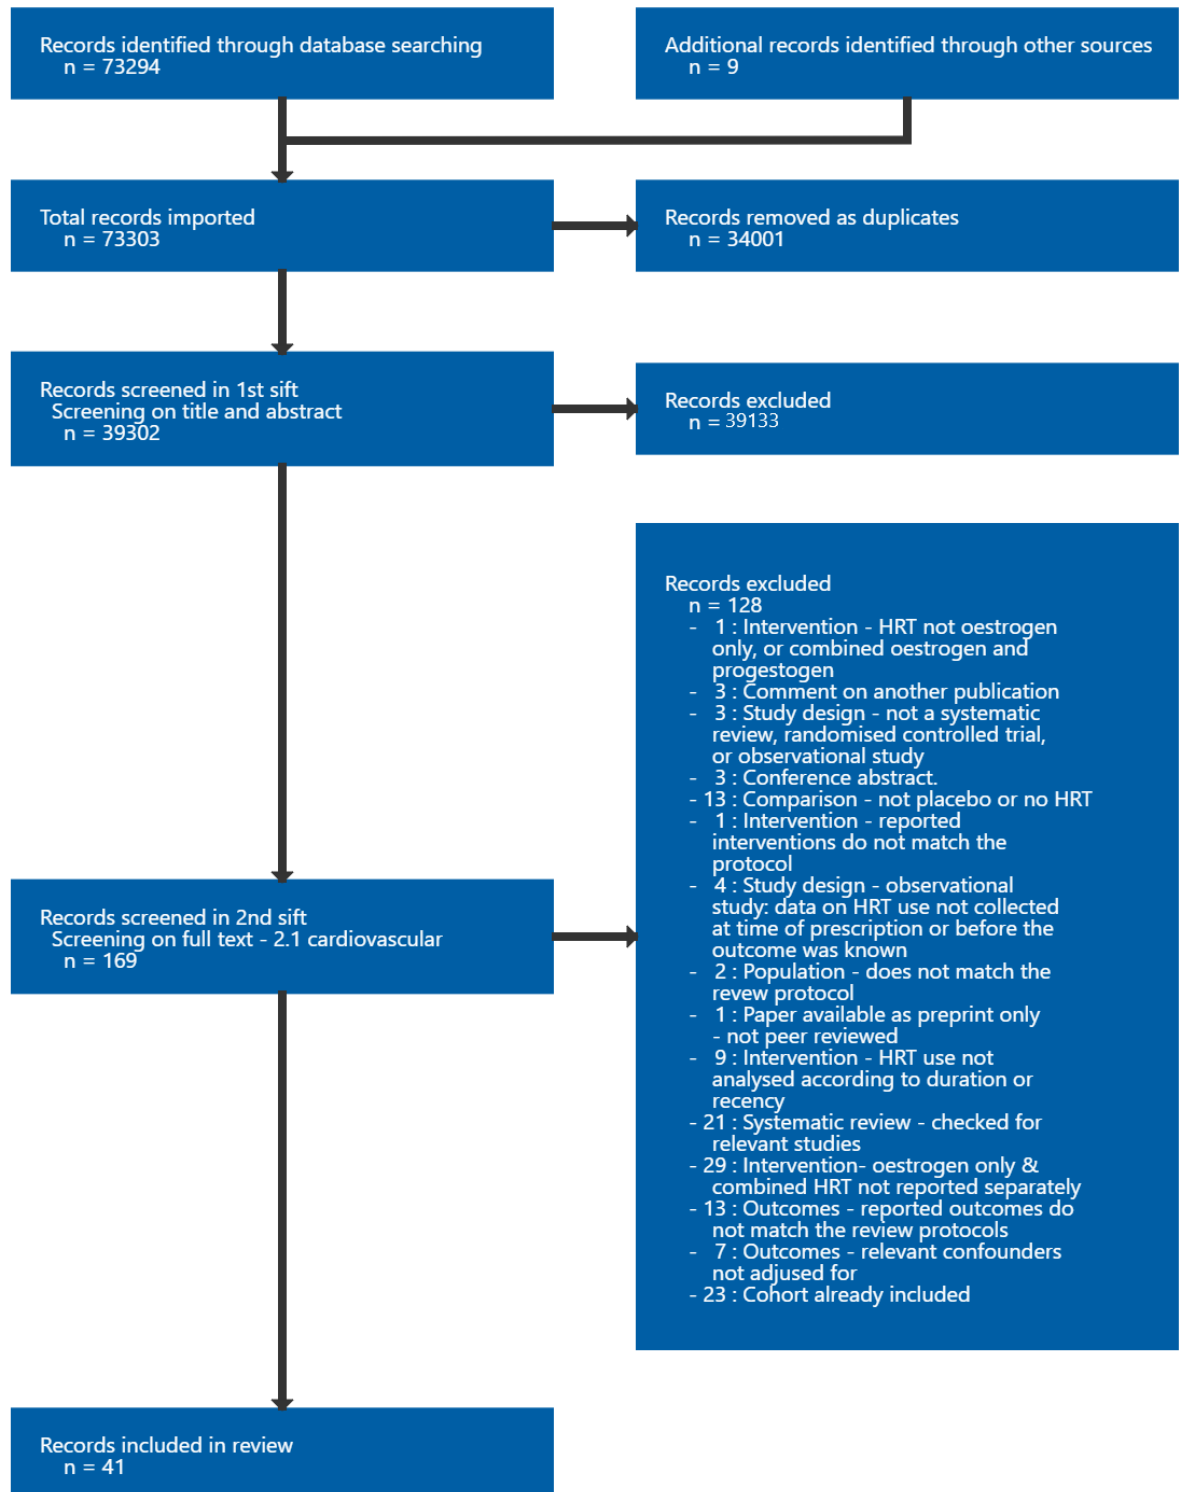 Records identified through database searching
n = 73294
Additional records identified through other sources
n = 9
Total records imported
n = 73303
Records removed as duplicates
n = 34001
Records screened in 1st sift
Screening on title and abstract
n = 39302
Records excluded
n = 39133
Records screened in 2nd sift
Screening on full text - 2.1 cardiovascular
n = 169
Records excluded
n = 128
- 1 : Intervention - HRT not oestrogen
only, or combined oestrogen and
progestogen
- 3 : Comment on another publication
- 3 : Study design - not a systematic
review, randomised controlled trial,
or observational study
- 3 : Conference abstract.
- 13 : Comparison - not placebo or no HRT
- 1 : Intervention - reported
interventions do not match the
protocol
- 4 : Study design - observational
study: data on HRT use not collected
at time of prescription or before the
outcome was known
- 2 : Population - does not match the
revew protocol
- 1 : Paper available as preprint only
- not peer reviewed
- 9 : Intervention - HRT use not
analysed according to duration or
recency
- 21 : Systematic review - checked for
relevant studies
- 29 : Intervention- oestrogen only &
combined HRT not reported separately
- 13 : Outcomes - reported outcomes do
not match the review protocols
- 7 : Outcomes - relevant confounders
not adjused for
- 23 : Cohort already included
Records included in review
n = 41